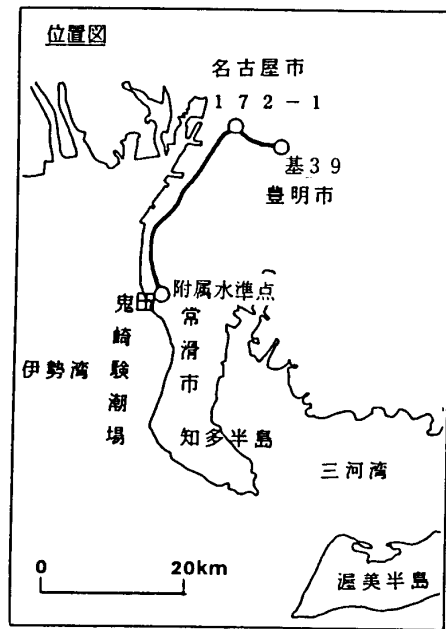 位置図
名古屋市
172-1
基39
豊明市
附属水準点
鬼崎験潮場
常滑市
伊勢湾
知多半島
三河湾
渥美半島
0 20km